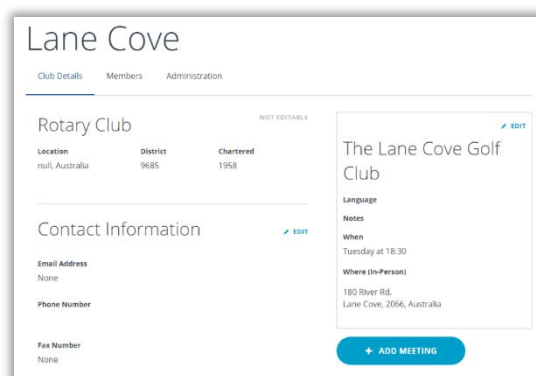 Lane Cove
Club Details Members Administration
Rotary Club
NOT EDITABLE
Location District Chartered
null, Australia 9685 1958
Contact Information
EDIT
Email Address
None
Phone Number
Fax Number
None
EDIT
The Lane Cove Golf
Club
Language
Notes
When
Tuesday at 18:30
Where (In-Person)
180 River Rd.
Lane Cove, 2066, Australia
+ ADD MEETING